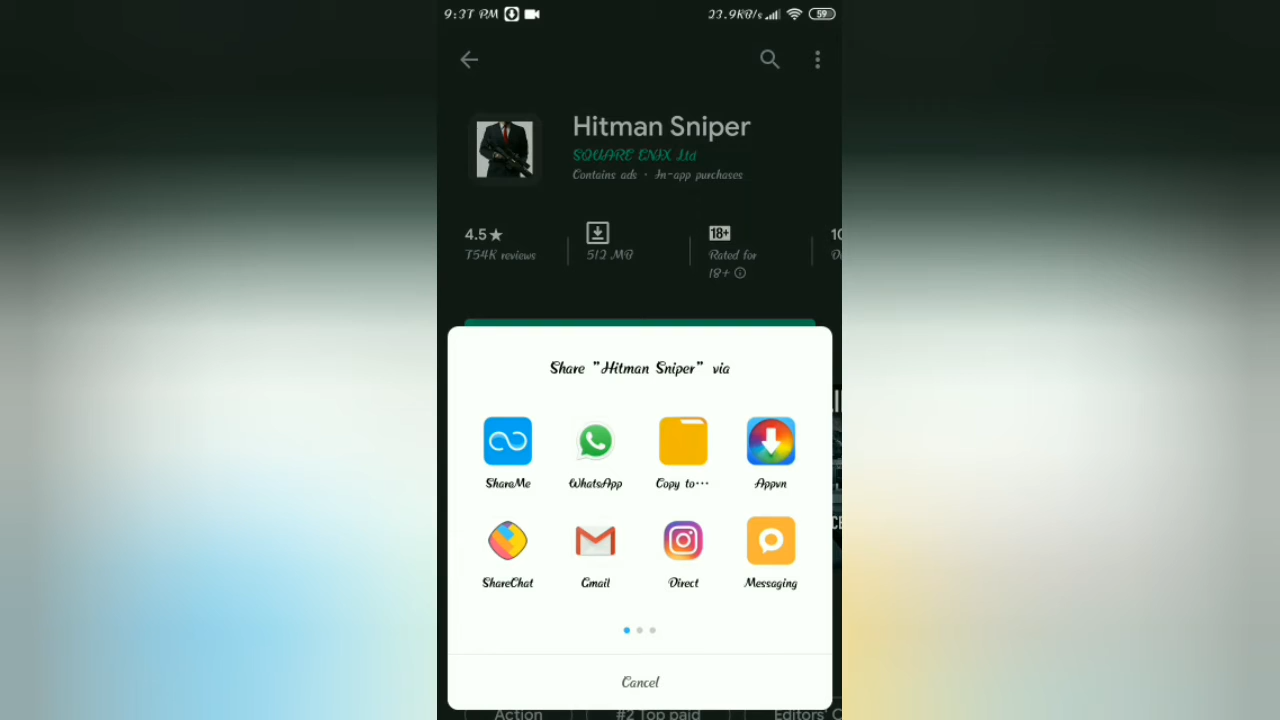 9:37 PM 23.9KB/s 59
Hitman Sniper
SQUARE ENIX Ltd
Contains ads · In-app purchases
4.5★ 18+
754K reviews 512 MB Rated for
18+
Share "Hitman Sniper" via
ShareMe WhatsApp Copy to··· Appvn
ShareChat Gmail Direct Messaging
Cancel
Action #2 Top paid Editors'